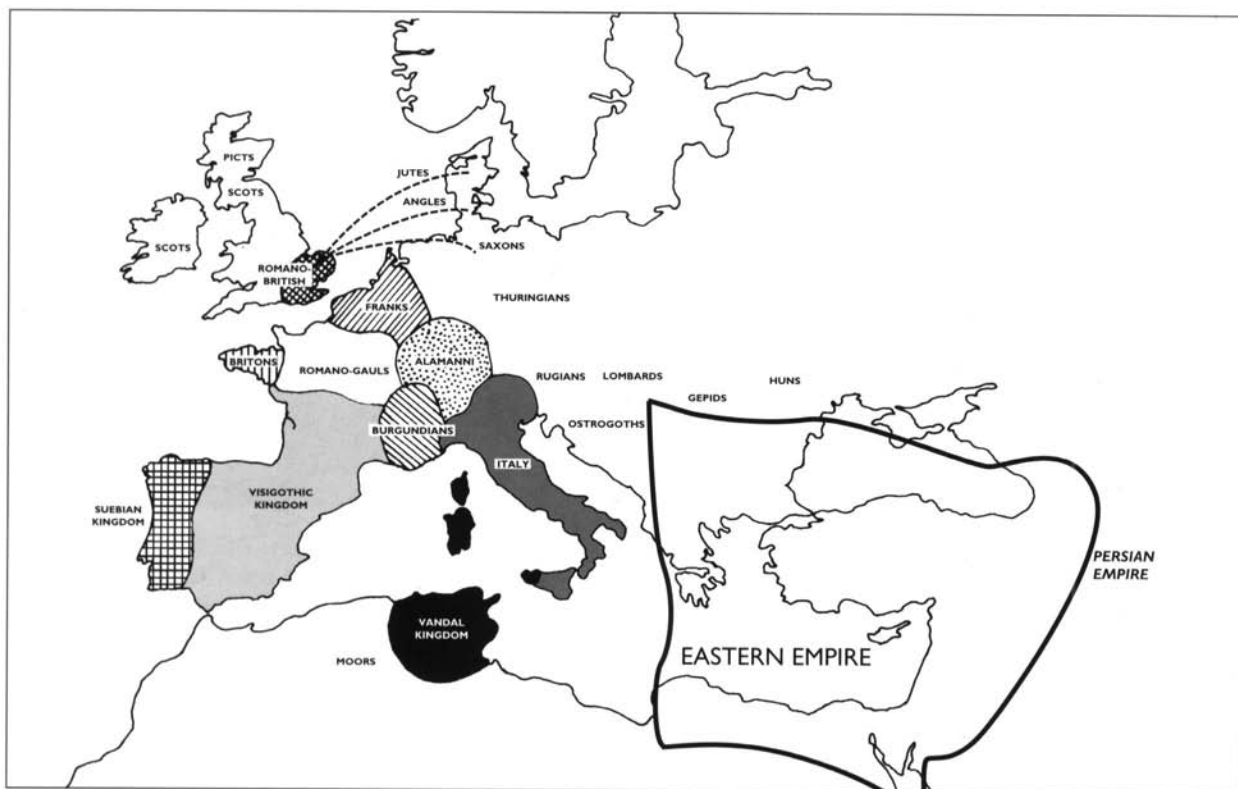 PICTS
JUTES
SCOTS
ANGLES
SCOTS
SAXONS
ROMANO-
BRITISH
THURINGIANS
FRANKS
BRITONS
ROMANO-GAULS
ALAMANNI
RUGIANS
LOMBARDS
HUNS
GEPIDS
OSTROGOTHS
BURGUNDIANS
ITALY
VISIGOTHIC
KINGDOM
SUEBIAN
KINGDOM
PERSIAN
EMPIRE
VANDAL
KINGDOM
MOORS
EASTERN EMPIRE